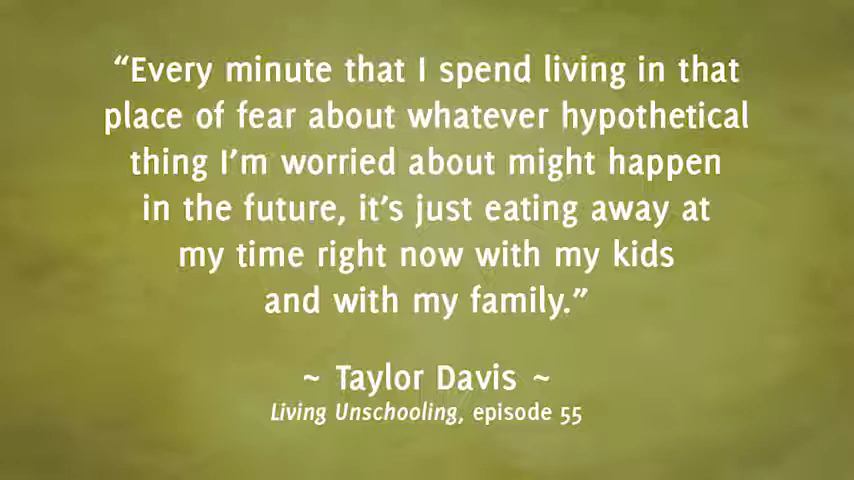 “Every minute that I spend living in that
place of fear about whatever hypothetical
thing I’m worried about might happen
in the future, it’s just eating away at
my time right now with my kids
and with my family.”
~ Taylor Davis ~
Living Unschooling, episode 55